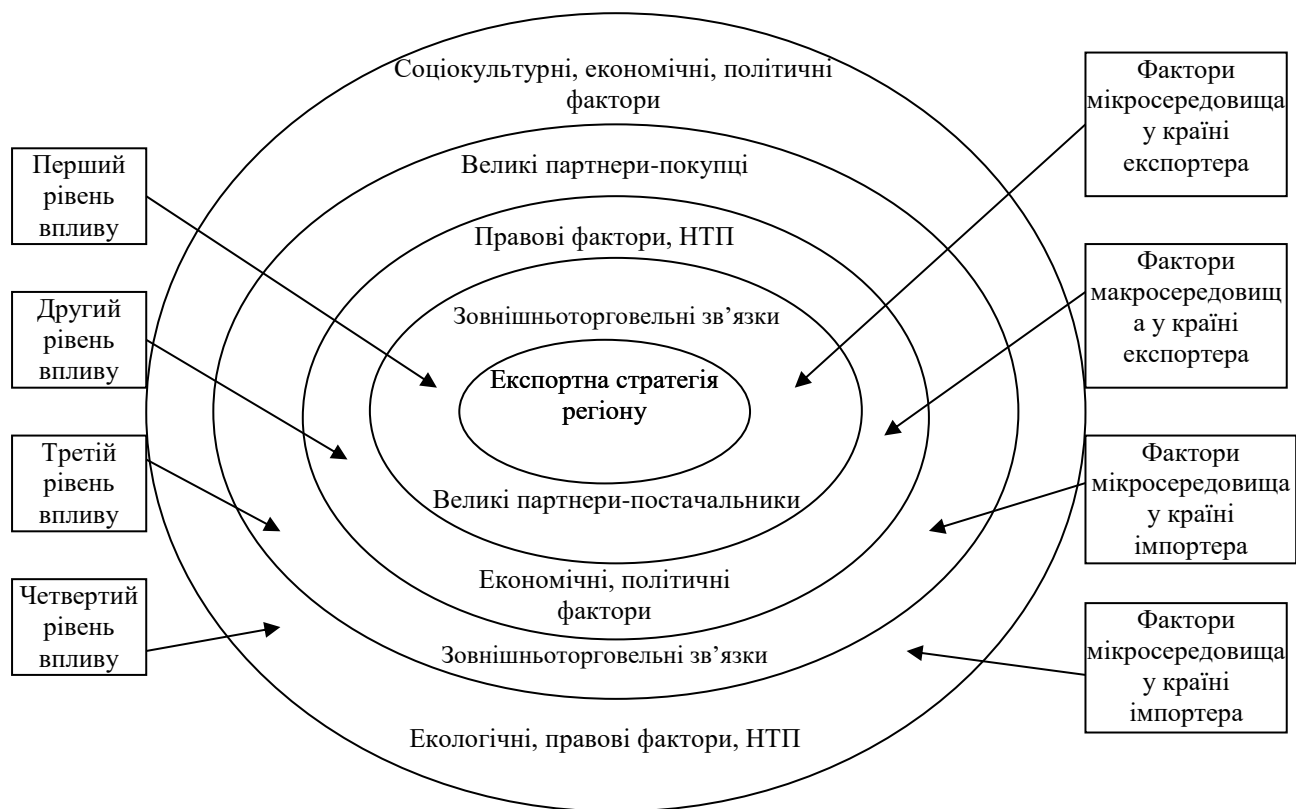 Соціокультурні, економічні, політичні
фактори
Великі партнери-покупці
Правові фактори, НТП
Зовнішньоторговельні зв’язки
Експортна стратегія
регіону
Великі партнери-постачальники
Економічні, політичні
фактори
Зовнішньоторговельні зв’язки
Екологічні, правові фактори, НТП
Перший
рівень
впливу
Другий
рівень
впливу
Третій
рівень
впливу
Четвертий
рівень
впливу
Фактори
мікросередовища
у країні
експортера
Фактори
макросередовищ
а у країні
експортера
Фактори
мікросередовища
у країні
імпортера
Фактори
мікросередовища
у країні
імпортера